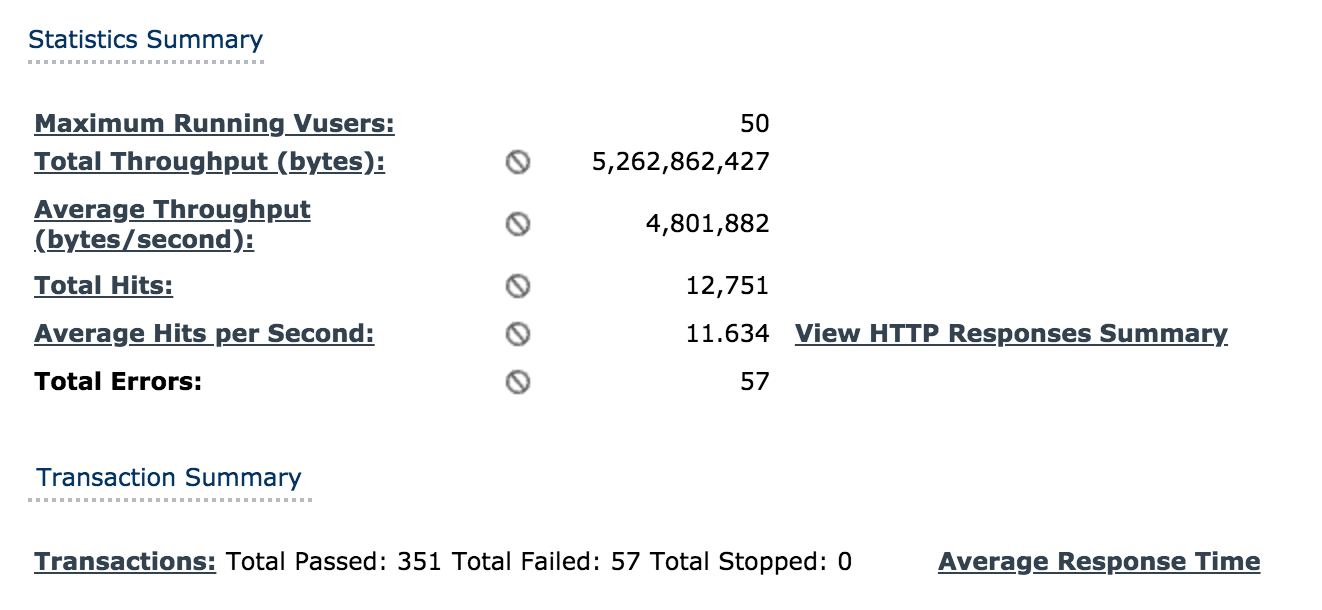 Statistics Summary
Maximum Running Vusers: 50
Total Throughput (bytes): 5,262,862,427
Average Throughput
(bytes/second): 4,801,882
Total Hits: 12,751
Average Hits per Second: 11.634 View HTTP Responses Summary
Total Errors: 57
Transaction Summary
Transactions: Total Passed: 351 Total Failed: 57 Total Stopped: 0 Average Response Time